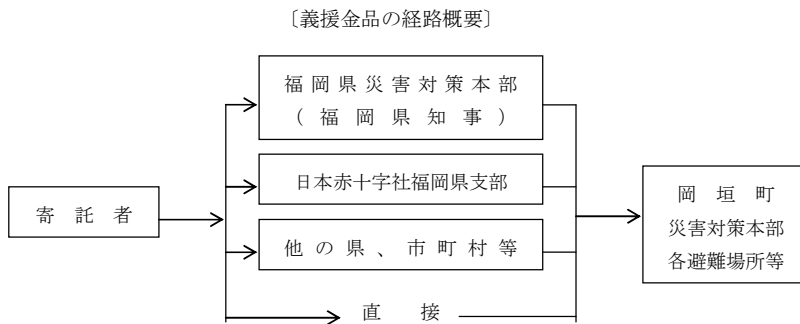 〔義援金品の経路概要〕
福岡県災害対策本部
(福岡県知事)
日本赤十字社福岡県支部
寄託者
他の県、市町村等
直接
岡垣町
災害対策本部
各避難場所等